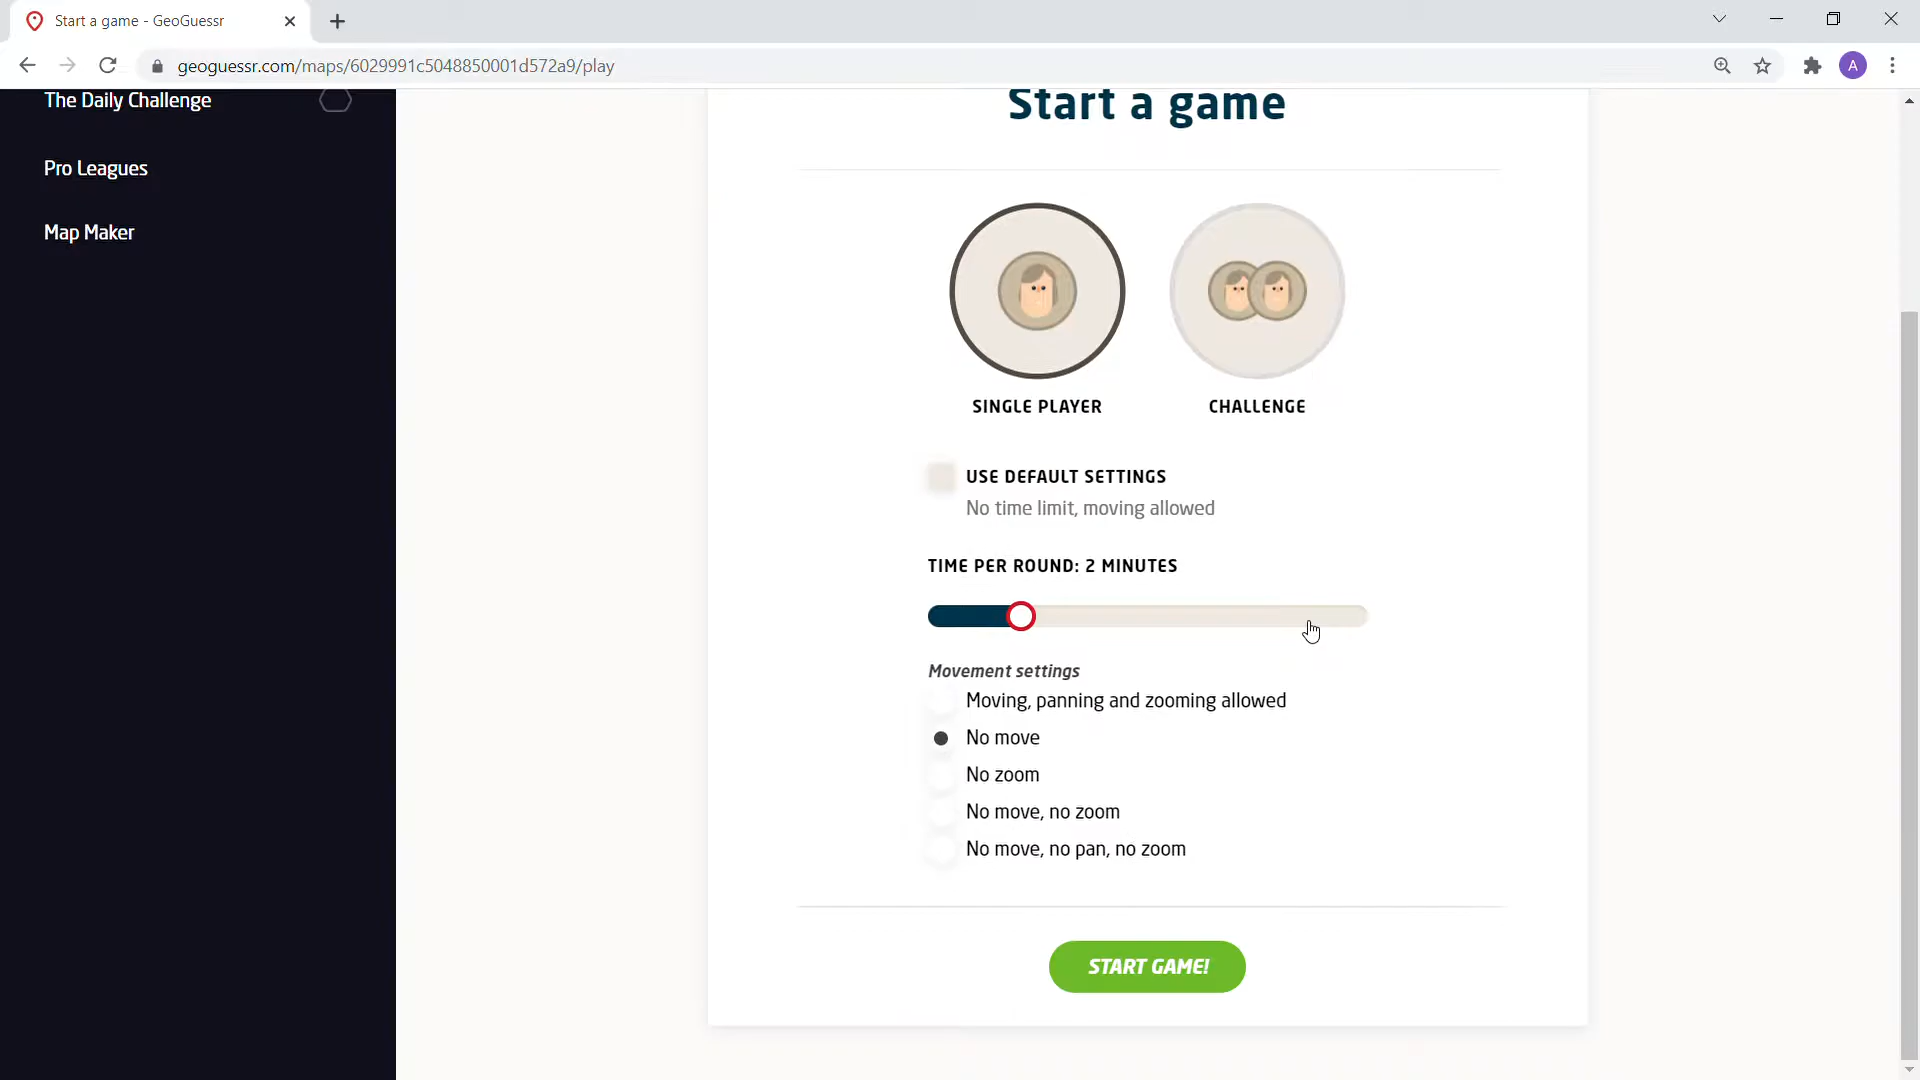 Start a game - GeoGuessr
geoguessr.com/maps/6029991c5048850001d572a9/play
A
The Daily Challenge
Pro Leagues
Map Maker
Start a game
SINGLE PLAYER
CHALLENGE
USE DEFAULT SETTINGS
No time limit, moving allowed
TIME PER ROUND: 2 MINUTES
Movement settings
Moving, panning and zooming allowed
No move
No zoom
No move, no zoom
No move, no pan, no zoom
START GAME!